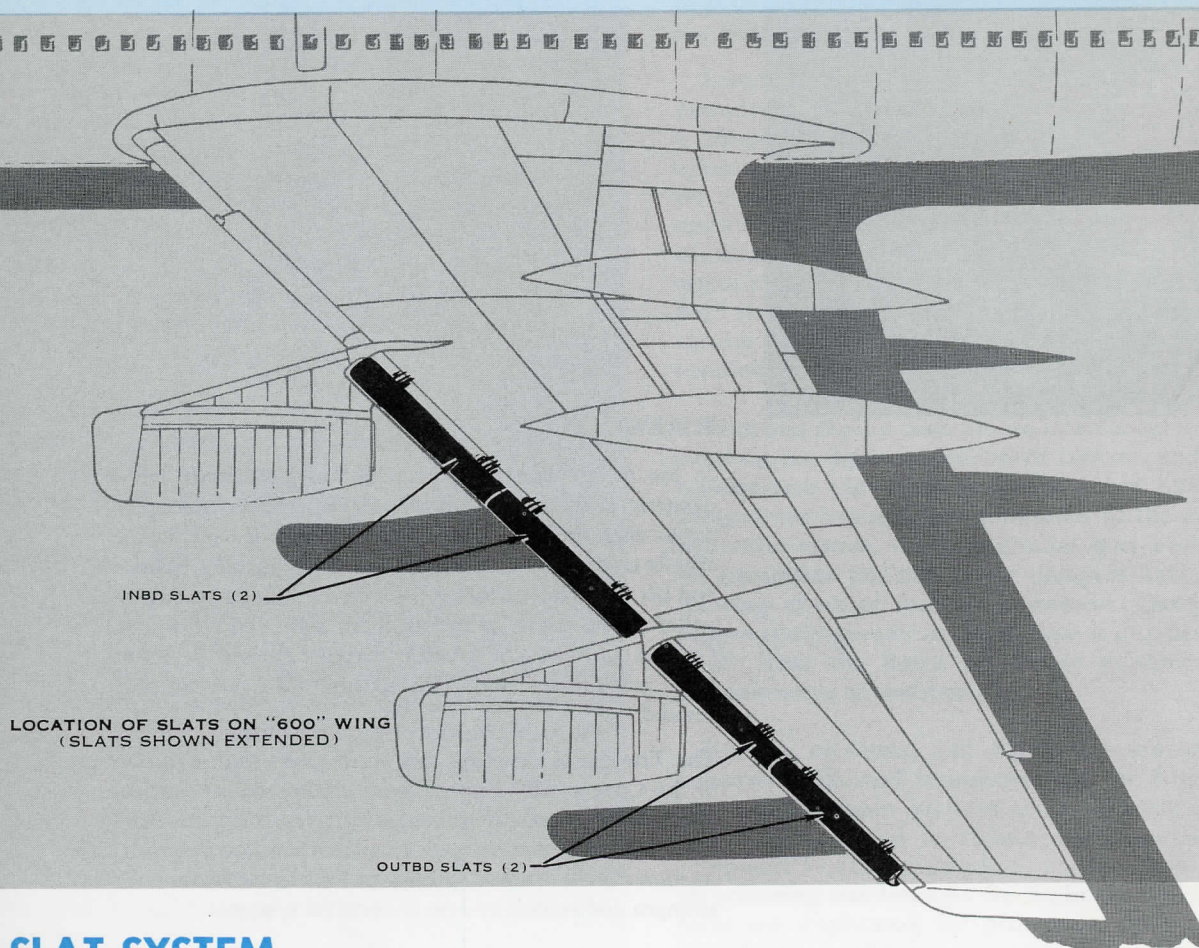 INBD SLATS (2)
LOCATION OF SLATS ON "600" WING
(SLATS SHOWN EXTENDED)
OUTBD SLATS (2)
SLAT SYSTEM